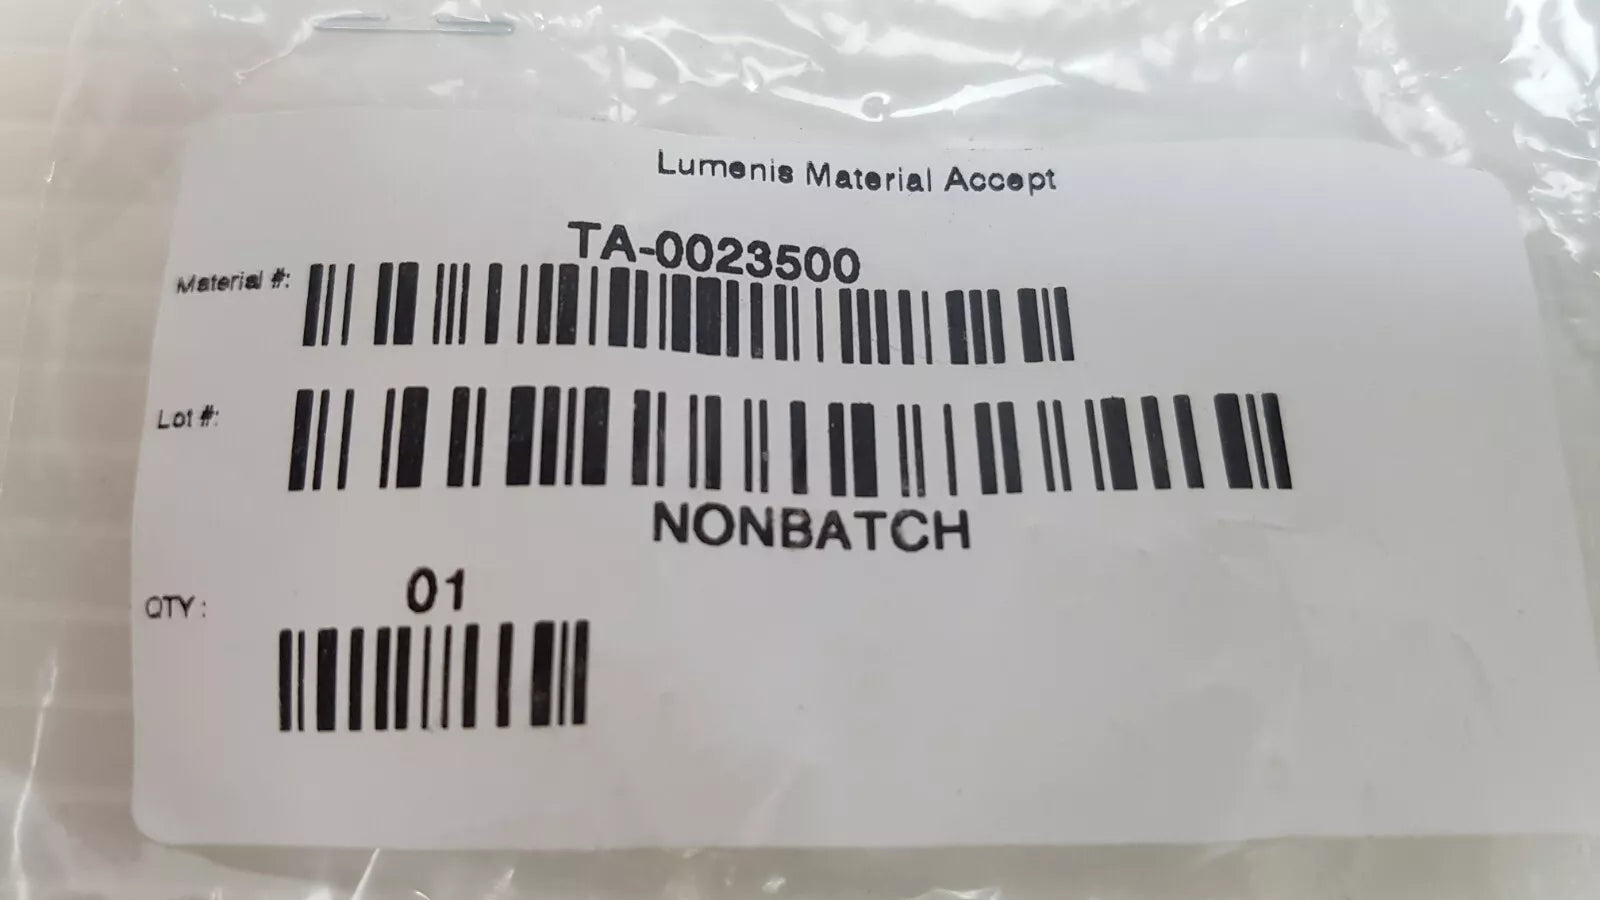 Lumenis Material Accept
TA-0023500
Material #:
Lot #:
NONBATCH
01
QTY: